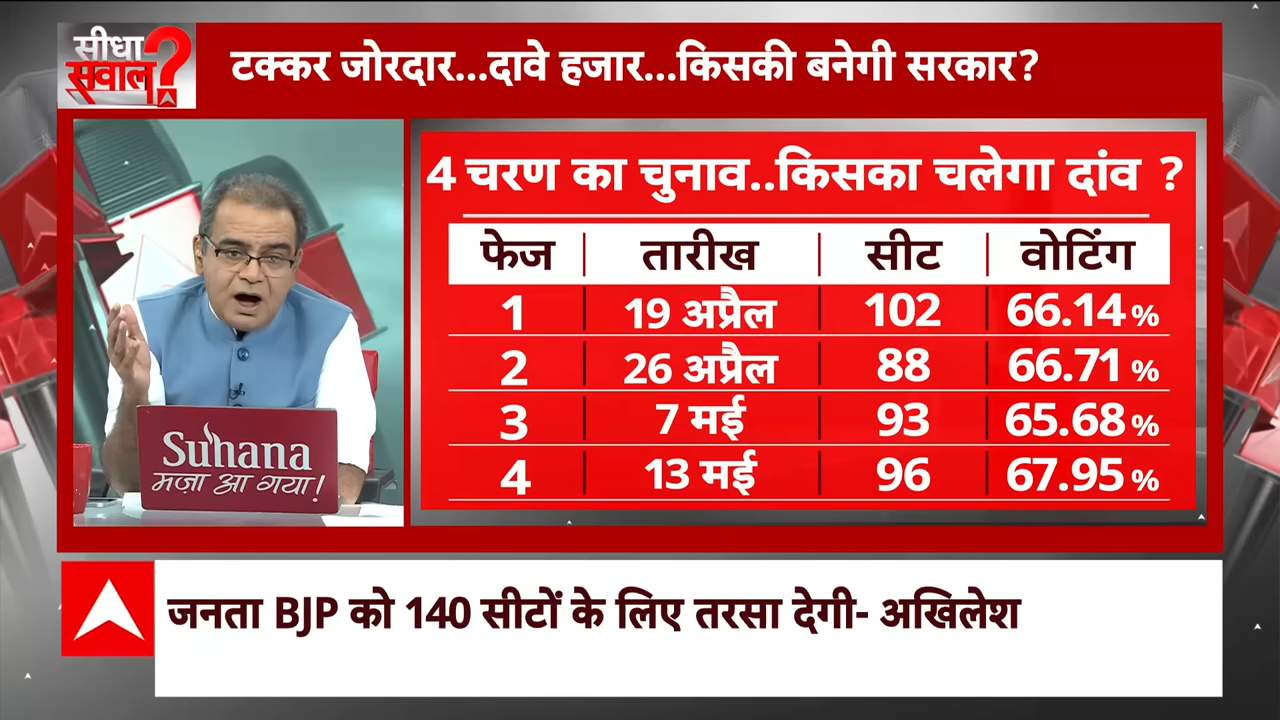 सीधा सवाल?
टक्कर जोरदार...दावे हजार...किसकी बनेगी सरकार?
4 चरण का चुनाव..किसका चलेगा दांव ?
फेज तारीख सीट वोटिंग
1 19 अप्रैल 102 66.14%
2 26 अप्रैल 88 66.71%
3 7 मई 93 65.68%
4 13 मई 96 67.95%
Suhana
मज़ा आ गया!
जनता BJP को 140 सीटों के लिए तरसा देगी- अखिलेश